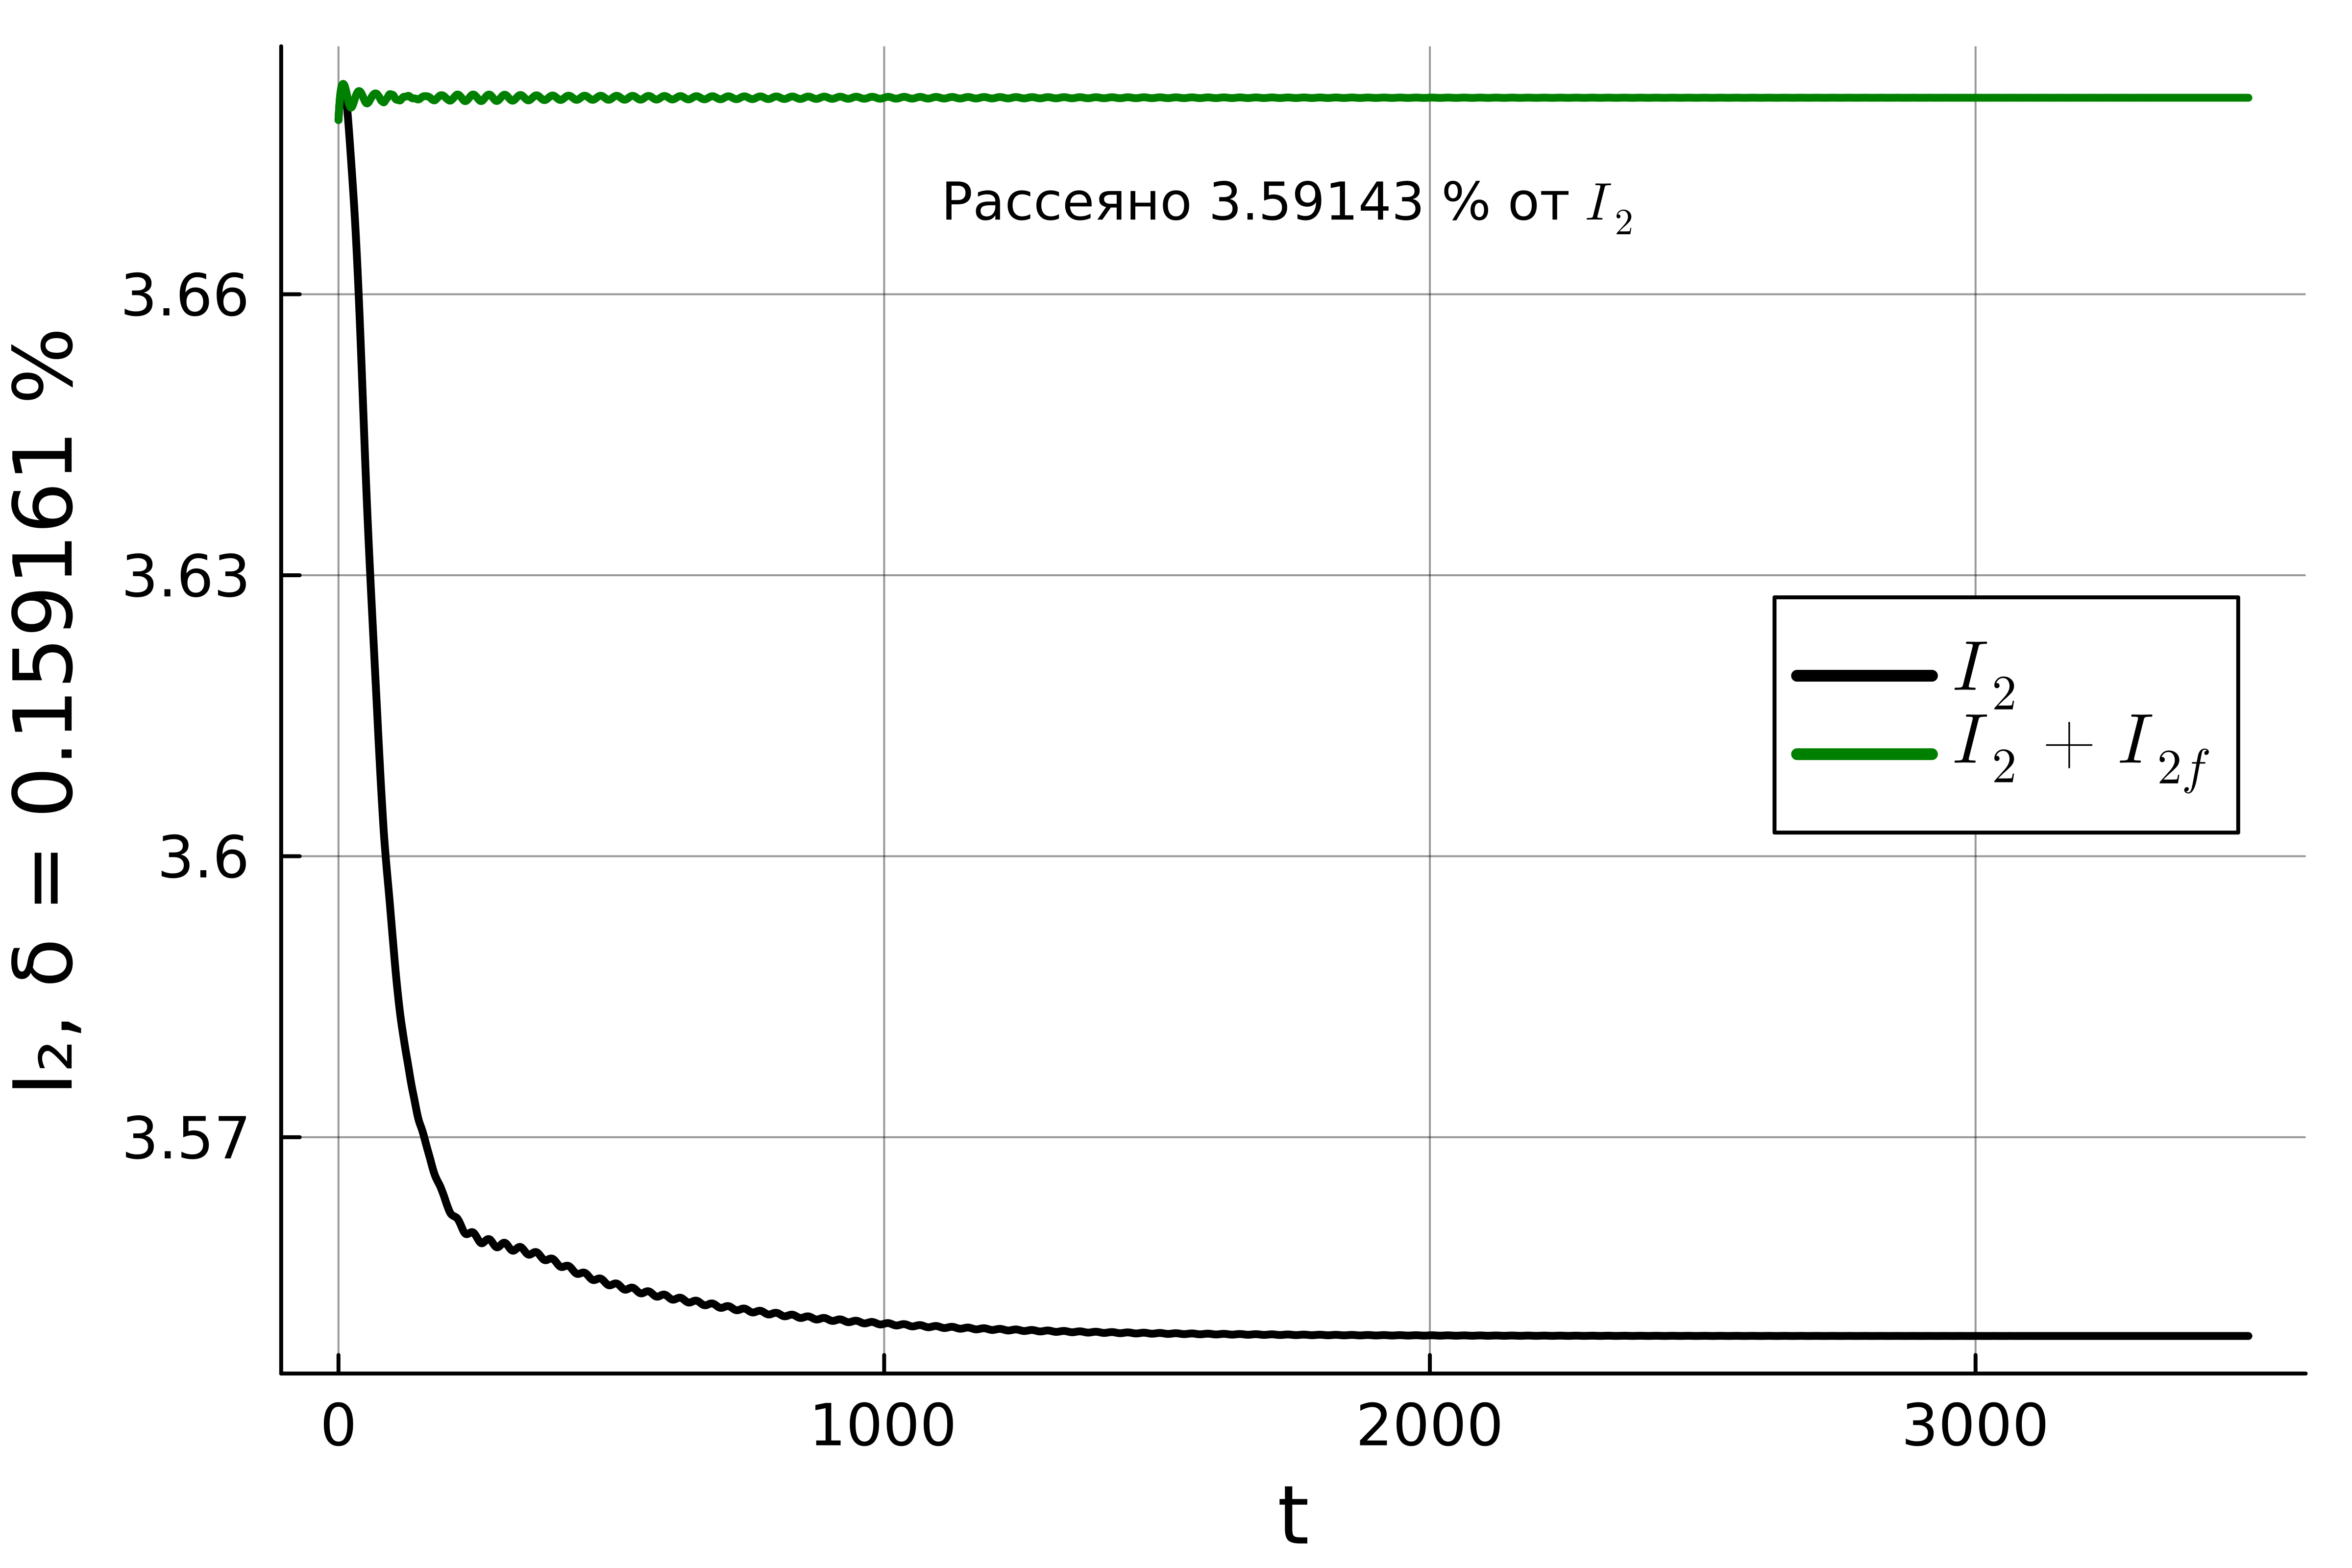 I₂, δ = 0.159161 %
3.66
3.63
3.6
3.57
Рассеяно 3.59143 % от I₂
I₂
I₂ + I₂f
0 1000 2000 3000
t